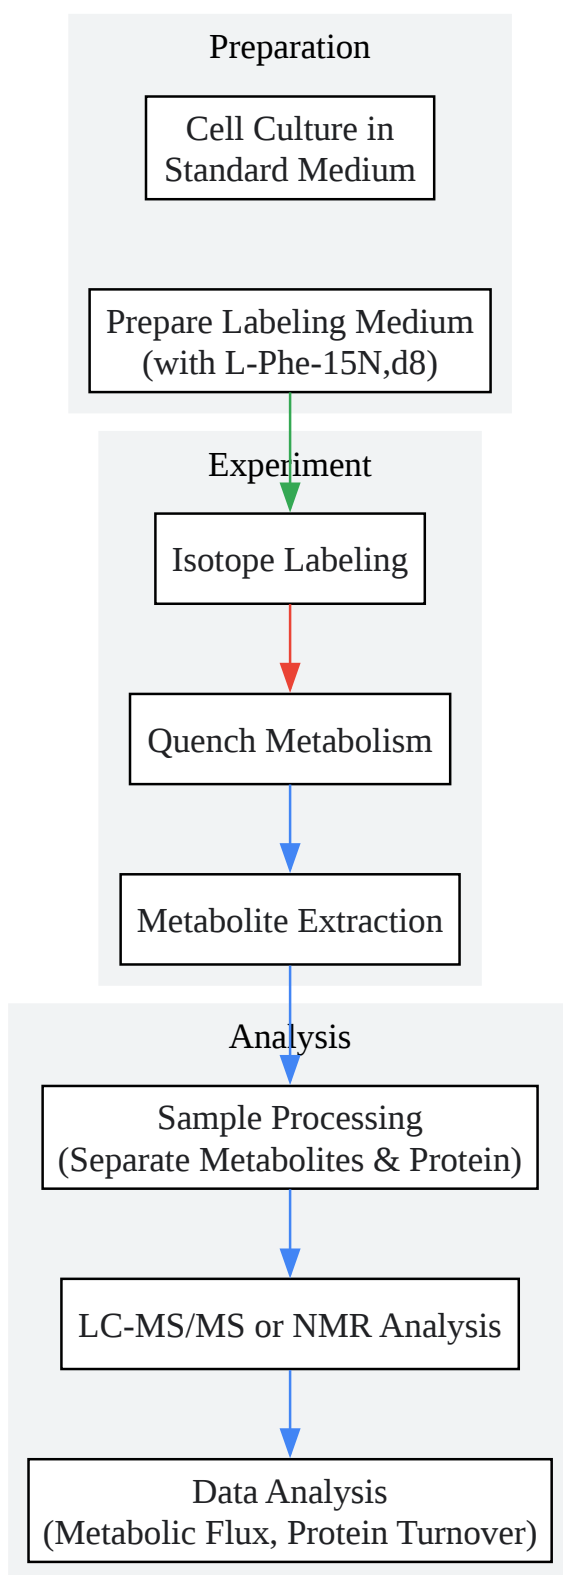 Preparation
Cell Culture in
Standard Medium
Prepare Labeling Medium
(with L-Phe-15N,d8)
Experiment
Isotope Labeling
Quench Metabolism
Metabolite Extraction
Analysis
Sample Processing
(Separate Metabolites & Protein)
LC-MS/MS or NMR Analysis
Data Analysis
(Metabolic Flux, Protein Turnover)